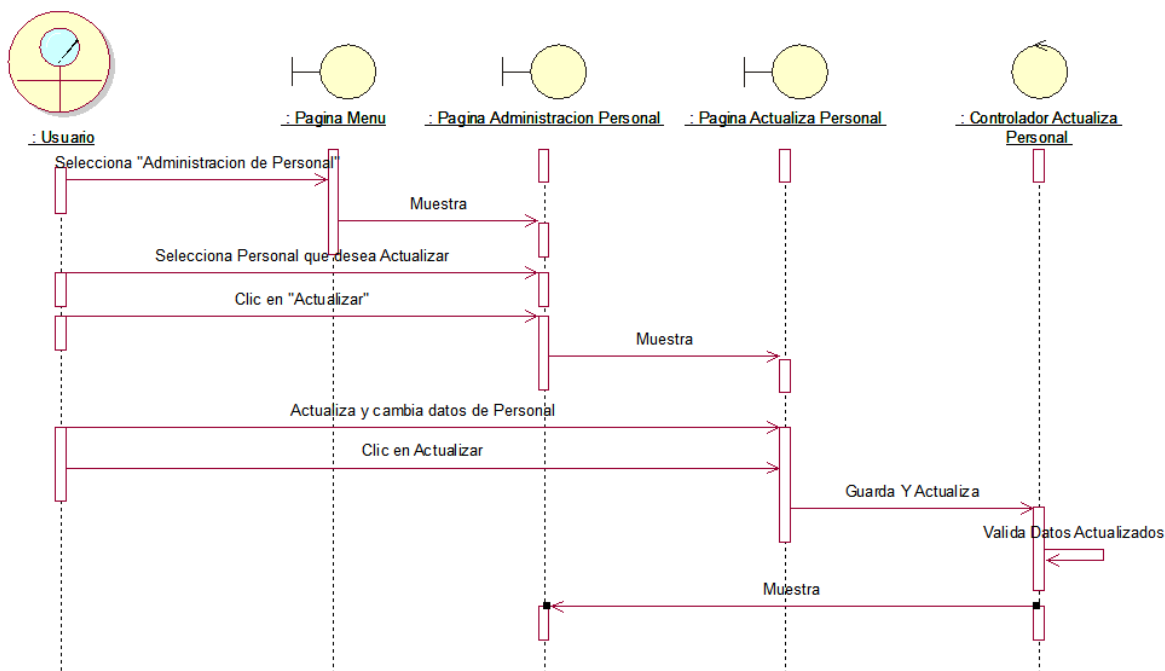 : Usuario
: Pagina Menu
: Pagina Administracion Personal
: Pagina Actualiza Personal
: Controlador Actualiza
Personal
Selecciona "Administracion de Personal"
Muestra
Selecciona Personal que desea Actualizar
Clic en "Actualizar"
Muestra
Actualiza y cambia datos de Personal
Clic en Actualizar
Guarda Y Actualiza
Valida Datos Actualizados
Muestra